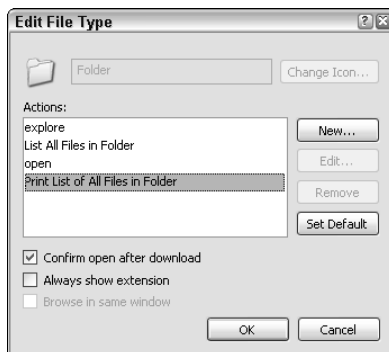 Edit File Type
Folder
Change Icon...
Actions:
explore
List All Files in Folder
open
Print List of All Files in Folder
New...
Edit...
Remove
Set Default
Confirm open after download
Always show extension
Browse in same window
OK
Cancel